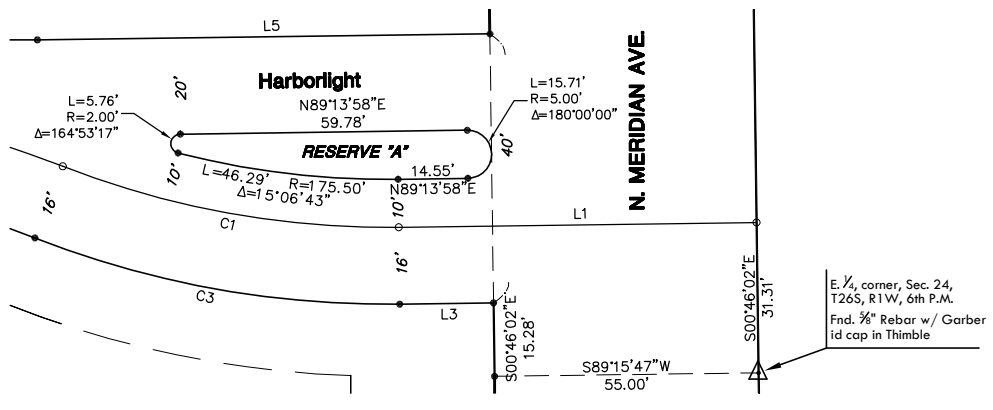 L5
N. MERIDIAN AVE.
Harborlight
20'
L=5.76'
R=2.00'
Δ=164°53'17"
N89°13'58"E
59.78'
L=15.71'
R=5.00'
Δ=180°00'00"
40'
RESERVE "A"
14.55'
N89°13'58"E
L=46.29' R=175.50'
Δ=15°06'43"
10'
10'
16'
C1
L1
16'
C3
L3
S00°46'02"E
15.28'
S00°46'02"E
31.31'
S89°15'47"W
55.00'
E. ¼, corner, Sec. 24,
T26S, R1W, 6th P.M.
Fnd. ⅝" Rebar w/ Garber
id cap in Thimble